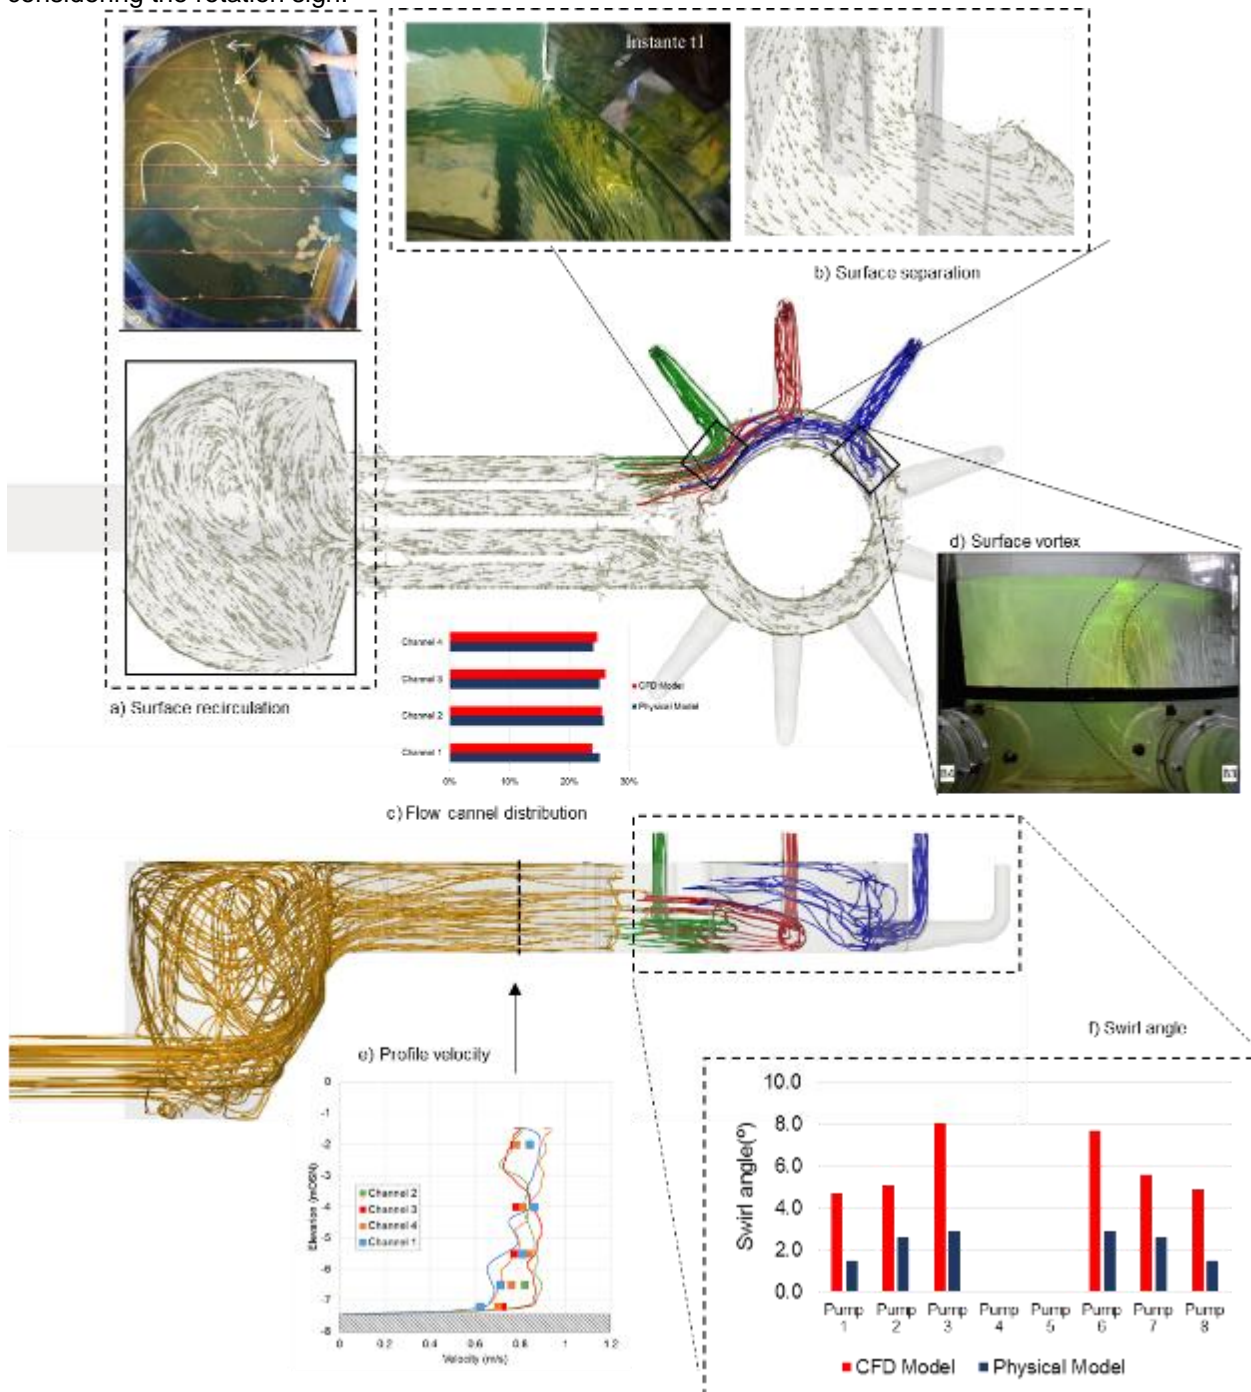 considering the rotation sign.
Instante t1
b) Surface separation
d) Surface vortex
a) Surface recirculation
Channel 4
Channel 3
Channel 2
Channel 1
CFD Model
Physical Model
0%
10%
20%
30%
B4
B3
c) Flow cannel distribution
e) Profile velocity
f) Swirl angle
0
-1
-2
-3
-4
-5
-6
-7
-8
Elevation (mDSN)
Channel 2
Channel 3
Channel 4
Channel 1
0
0.2
0.4
0.6
0.8
1
1.2
Velocity (m/s)
10.0
8.0
6.0
4.0
2.0
0.0
Swirl angle(º)
Pump 1
Pump 2
Pump 3
Pump 4
Pump 5
Pump 6
Pump 7
Pump 8
CFD Model
Physical Model